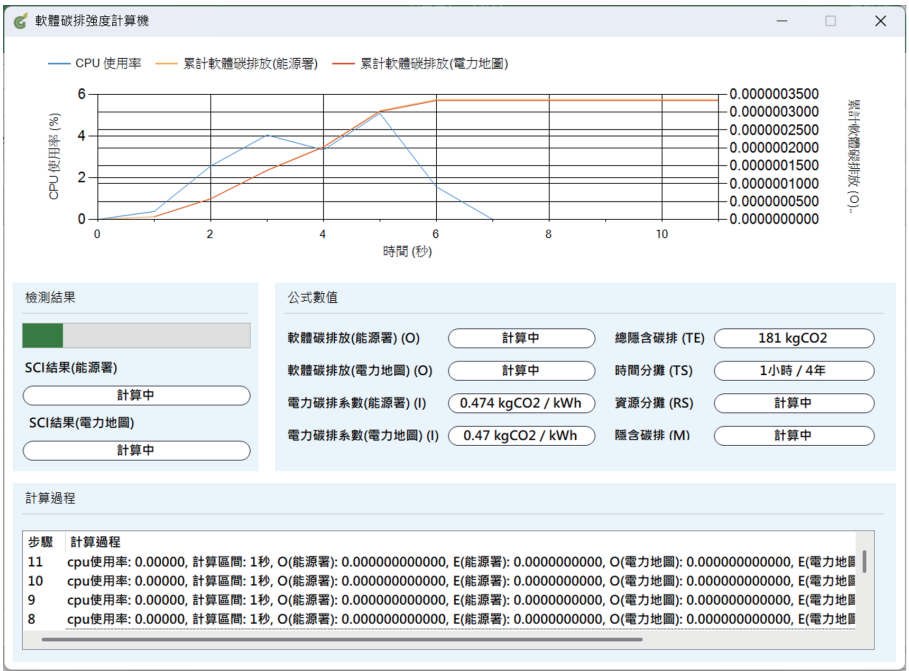 軟體碳排強度計算機
CPU 使用率 累計軟體碳排放(能源署) 累計軟體碳排放(電力地圖)
6 0.0000003500
0.0000003000
0.0000002500
4
0.0000002000
0.0000001500
2
0.0000001000
0.0000000500
0 0.0000000000
CPU 使用率 (%)
累計軟體碳排放 (O)--
0 2 4 6 8 10
時間 (秒)
檢測結果
SCI結果(能源署)
計算中
SCI結果(電力地圖)
計算中
公式數值
軟體碳排放(能源署) (O) 計算中 總隱含碳排 (TE) 181 kgCO2
軟體碳排放(電力地圖) (O) 計算中 時間分攤 (TS) 1小時 / 4年
電力碳排系數(能源署) (I) 0.474 kgCO2 / kWh 資源分攤 (RS) 計算中
電力碳排系數(電力地圖) (I) 0.47 kgCO2 / kWh 隱含碳排 (M) 計算中
計算過程
步驟 計算過程
11 cpu使用率: 0.00000, 計算區間: 1秒, O(能源署): 0.000000000000, E(能源署): 0.0000000000, O(電力地圖): 0.000000000000, E(電力地圖
10 cpu使用率: 0.00000, 計算區間: 1秒, O(能源署): 0.000000000000, E(能源署): 0.0000000000, O(電力地圖): 0.000000000000, E(電力地圖
9 cpu使用率: 0.00000, 計算區間: 1秒, O(能源署): 0.000000000000, E(能源署): 0.0000000000, O(電力地圖): 0.000000000000, E(電力地圖
8 cpu使用率: 0.00000, 計算區間: 1秒, O(能源署): 0.000000000000, E(能源署): 0.0000000000, O(電力地圖): 0.000000000000, E(電力地圖